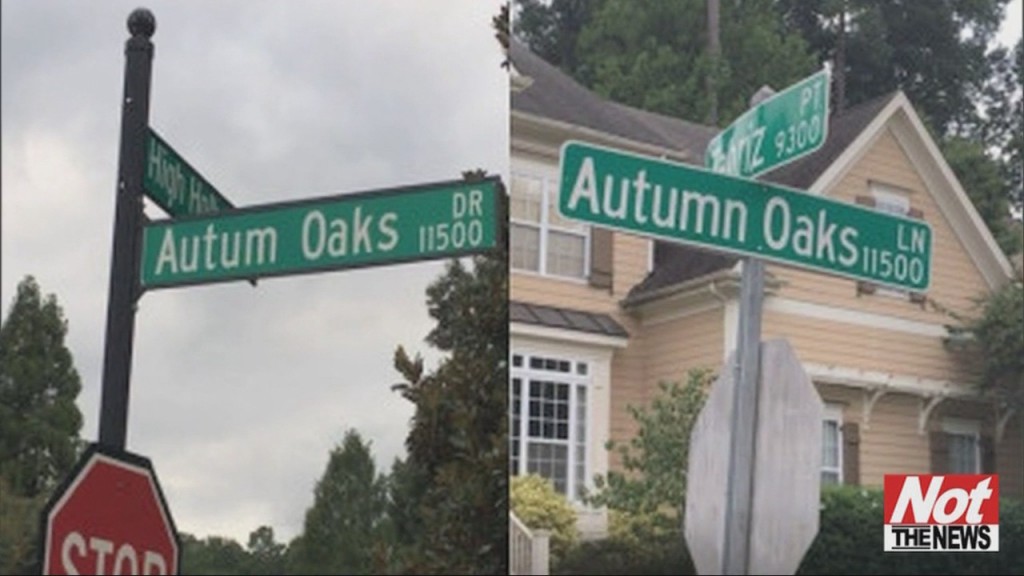 High
Autum Oaks DR
11500
STOP
PT
9300
Autumn Oaks LN
11500
Not
THE NEWS